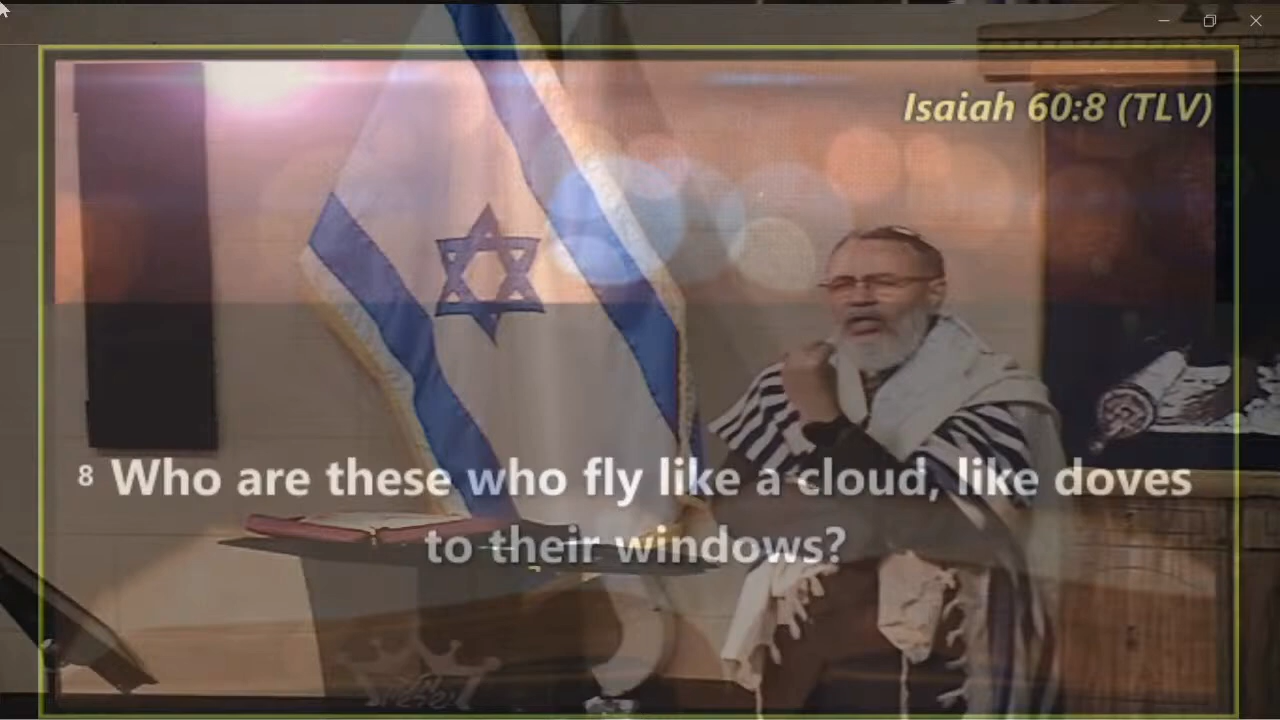 Isaiah 60:8 (TLV)
8 Who are these who fly like a cloud, like doves
to their windows?